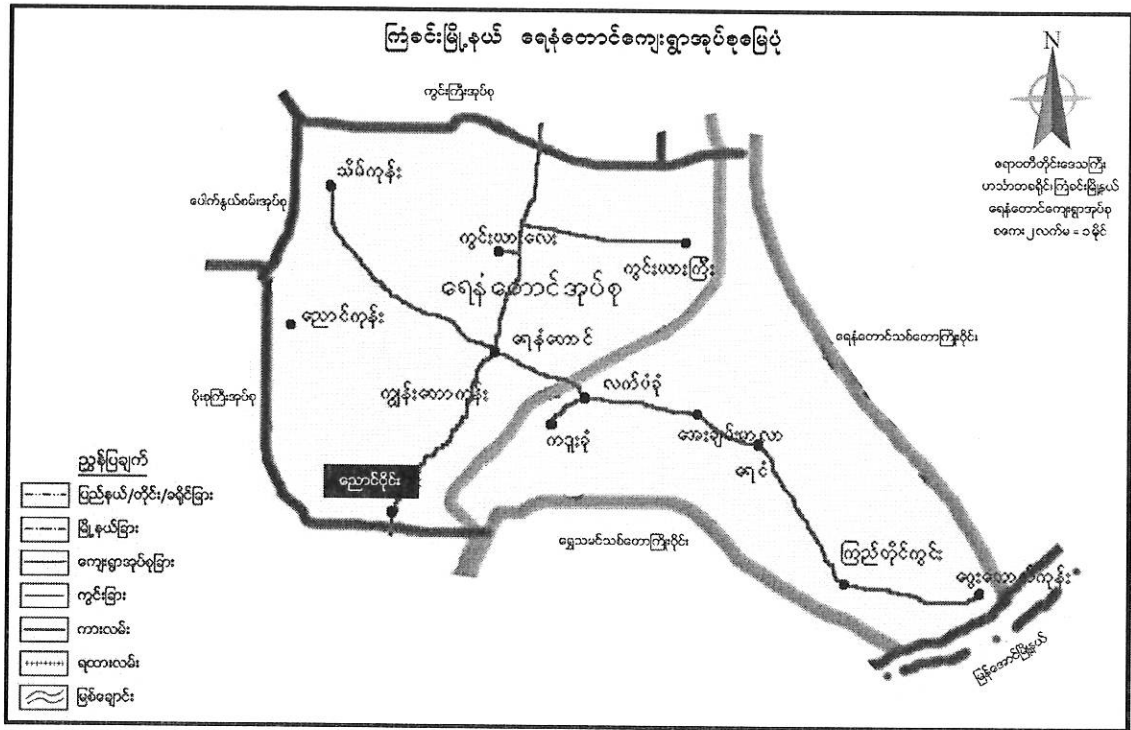 ကြံခင်းမြို့နယ် ရေနံတောင်ကျေးရွာအုပ်စုမြေပုံ
N
ဧရာဝတီတိုင်းဒေသကြီး
ဟင်္သာတခရိုင်၊ ကြံခင်းမြို့နယ်
ရေနံတောင်ကျေးရွာအုပ်စု
စကေး ၂ လက်မ = ၁ မိုင်
ကွင်းကြီးအုပ်စု
သိမ်ကုန်း
ပေါက်နွယ်စမ်းအုပ်စု
ကွင်းယားလေး
ကွင်းယားကြီး
ရေနံတောင်အုပ်စု
ညောင်ကုန်း
ရေနံတောင်
ရေနံတောင်သစ်တောကြိုးဝိုင်း
ပိုးစုကြီးအုပ်စု
ကျွန်းတောကုန်း
လက်ပံခုံ
ကဒူးခုံ
အေးချမ်းမာလာ
ရေငံ
ညောင်ဝိုင်း
ရွှေသမင်သစ်တောကြိုးဝိုင်း
ကြည်တိုင်ကွင်း
မြန်အောင်မြို့နယ်
ညွှန်ပြချက်
ပြည်နယ်/တိုင်း/ခရိုင်ခြား
မြို့နယ်ခြား
ကျေးရွာအုပ်စုခြား
ကွင်းခြား
ကားလမ်း
ရထားလမ်း
မြစ်ချောင်း